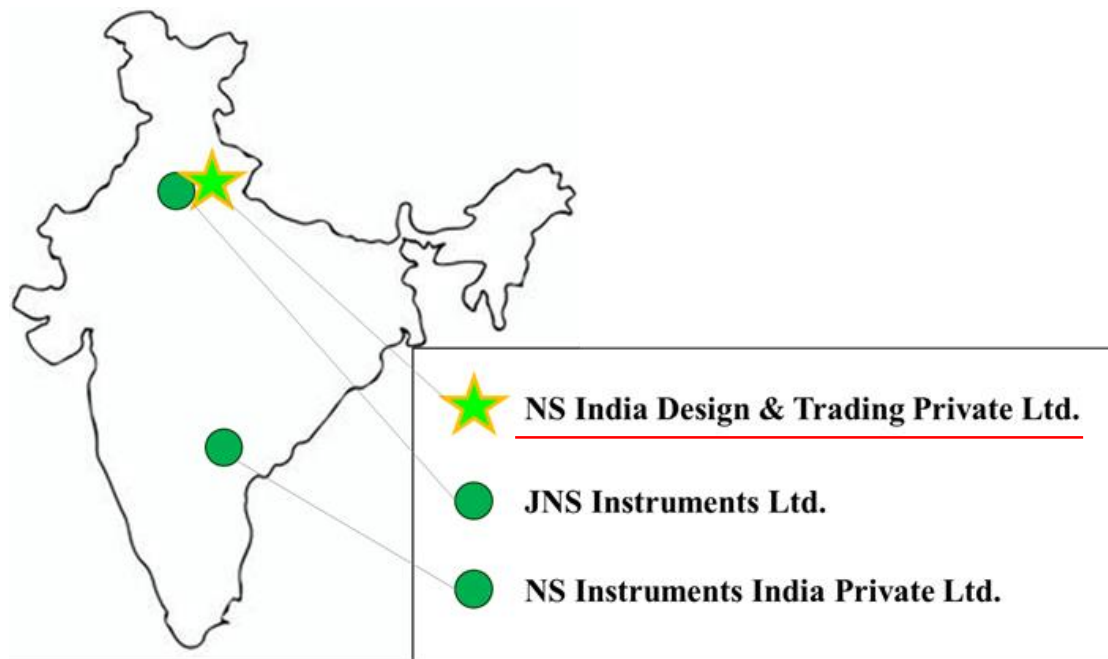 NS India Design & Trading Private Ltd.
JNS Instruments Ltd.
NS Instruments India Private Ltd.